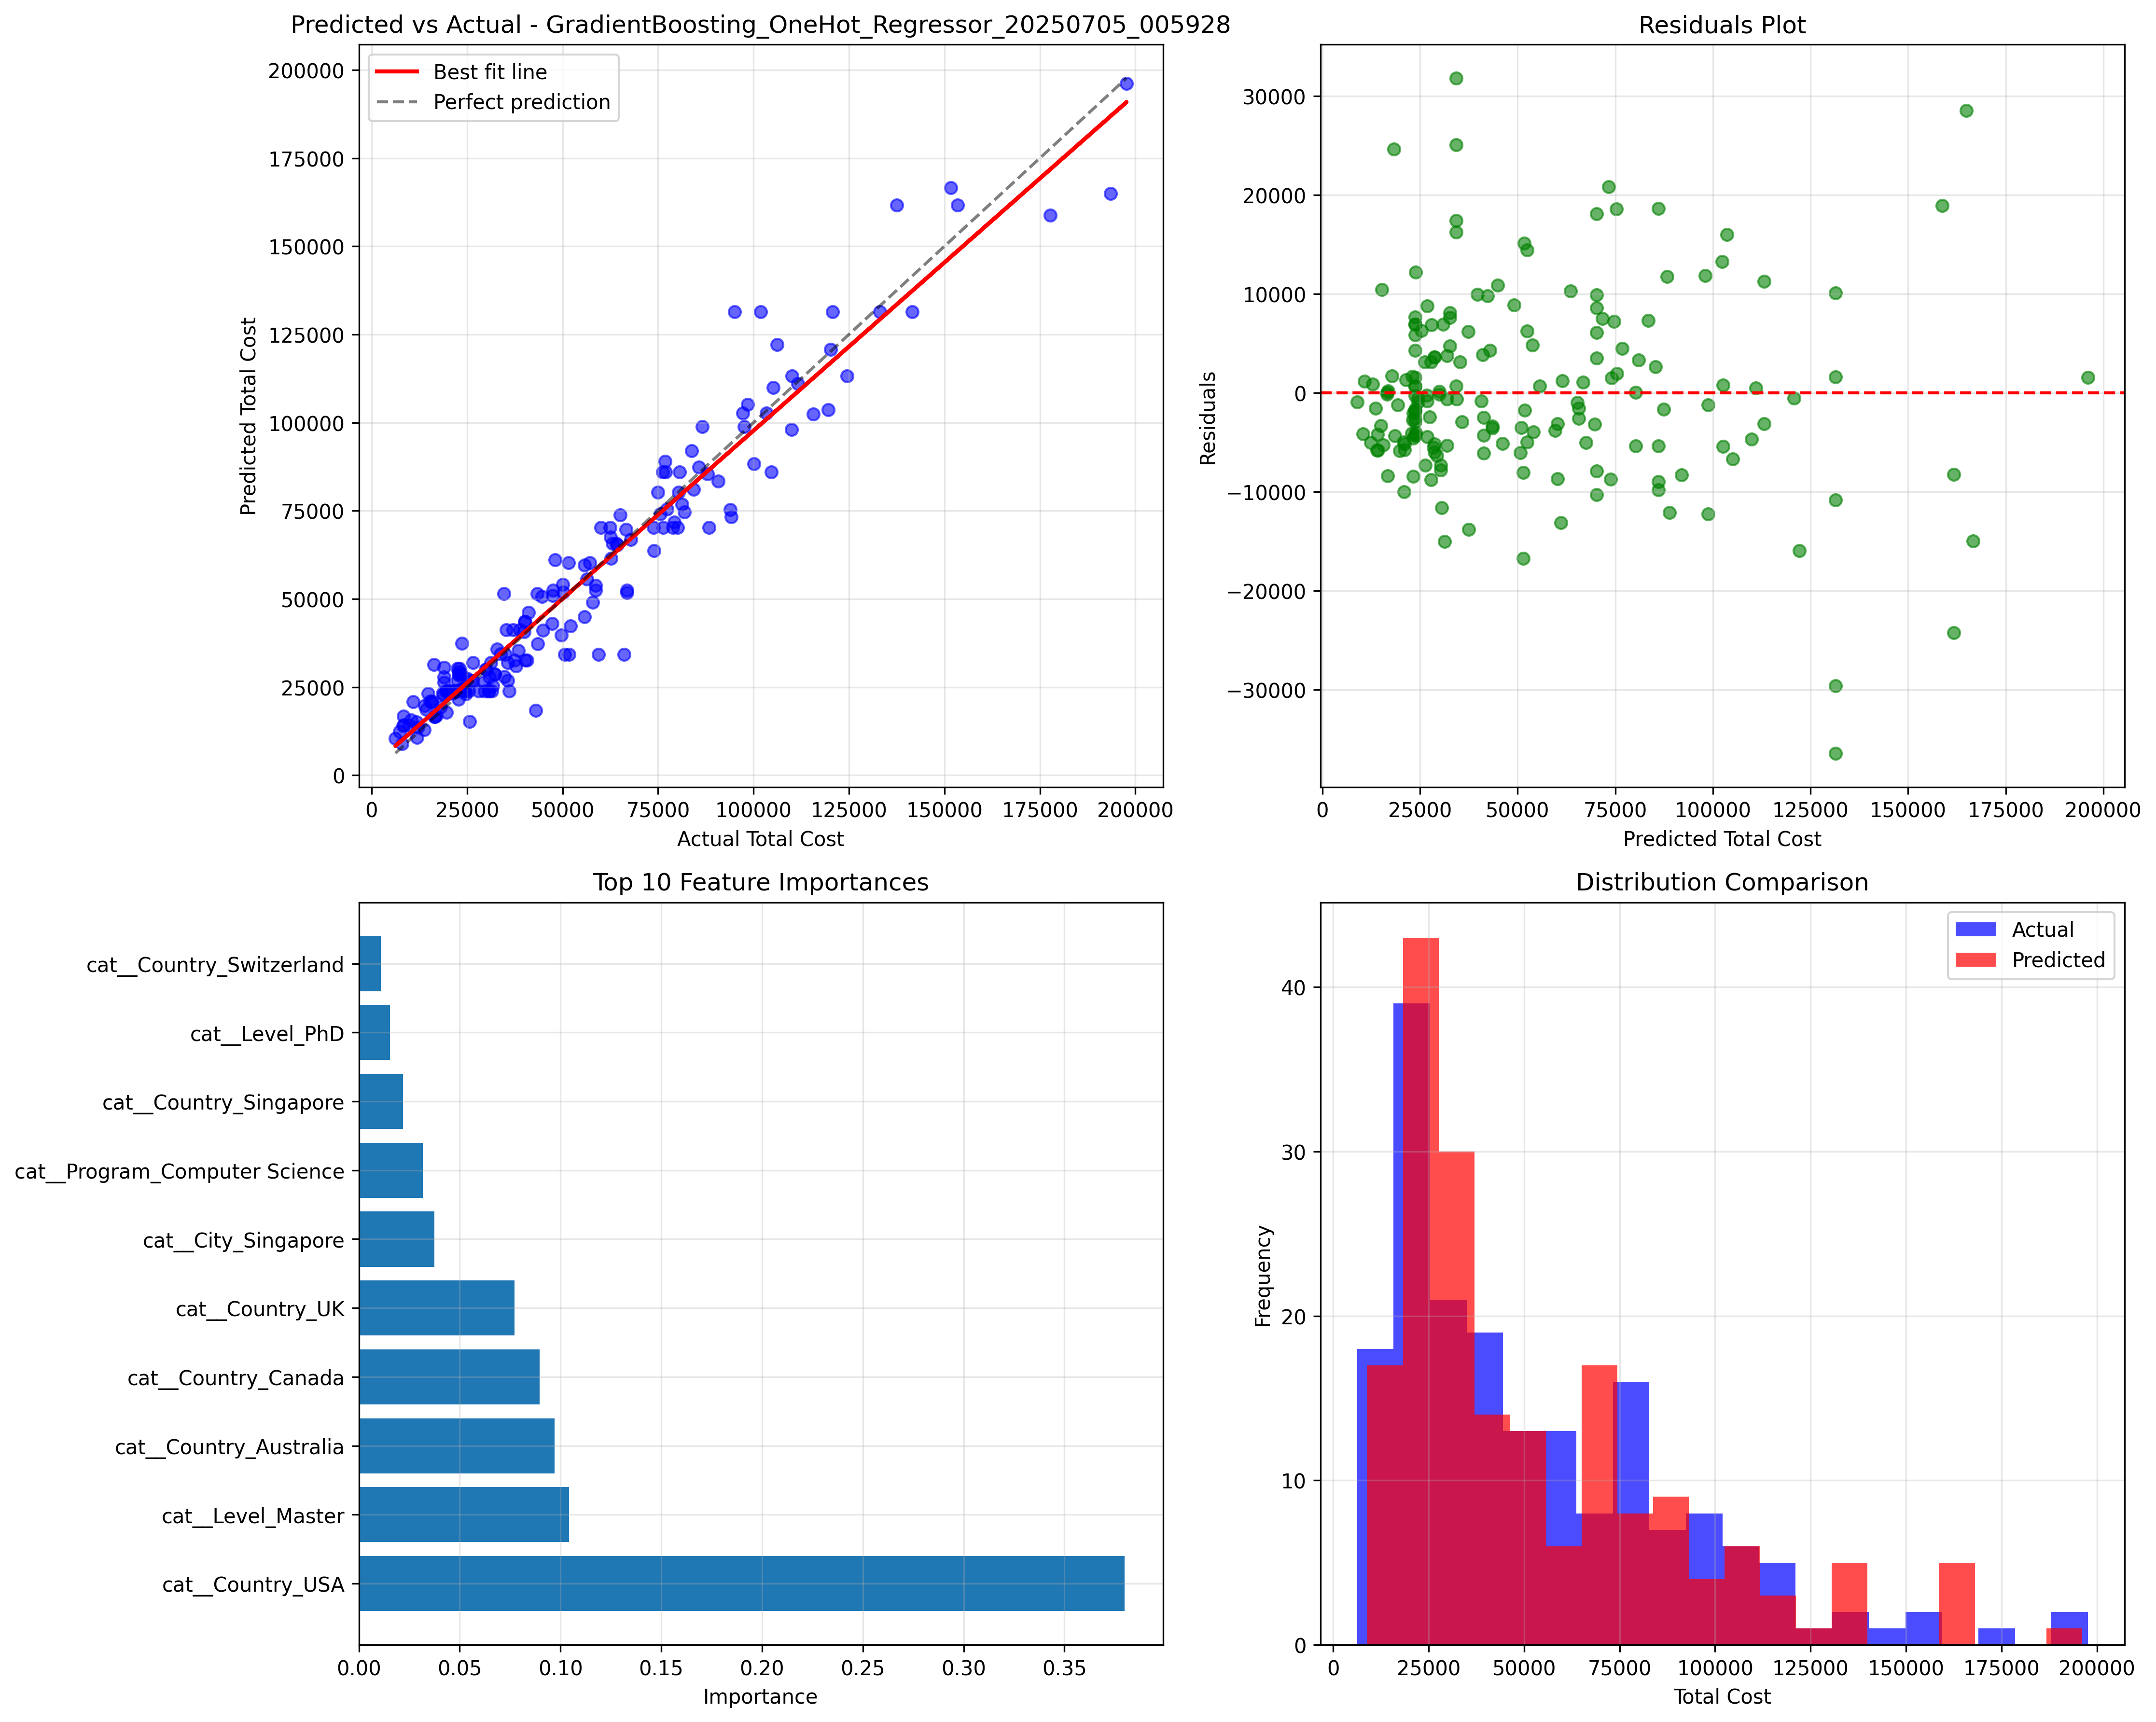 Predicted vs Actual - GradientBoosting_OneHot_Regressor_20250705_005928
Best fit line
Perfect prediction
200000
175000
150000
125000
100000
75000
50000
25000
0
Predicted Total Cost
0 25000 50000 75000 100000 125000 150000 175000 200000
Actual Total Cost
Residuals Plot
30000
20000
10000
0
−10000
−20000
−30000
Residuals
0 25000 50000 75000 100000 125000 150000 175000 200000
Predicted Total Cost
Top 10 Feature Importances
cat__Country_Switzerland
cat__Level_PhD
cat__Country_Singapore
cat__Program_Computer Science
cat__City_Singapore
cat__Country_UK
cat__Country_Canada
cat__Country_Australia
cat__Level_Master
cat__Country_USA
0.00 0.05 0.10 0.15 0.20 0.25 0.30 0.35
Importance
Distribution Comparison
Actual
Predicted
40
30
20
10
0
Frequency
0 25000 50000 75000 100000 125000 150000 175000 200000
Total Cost